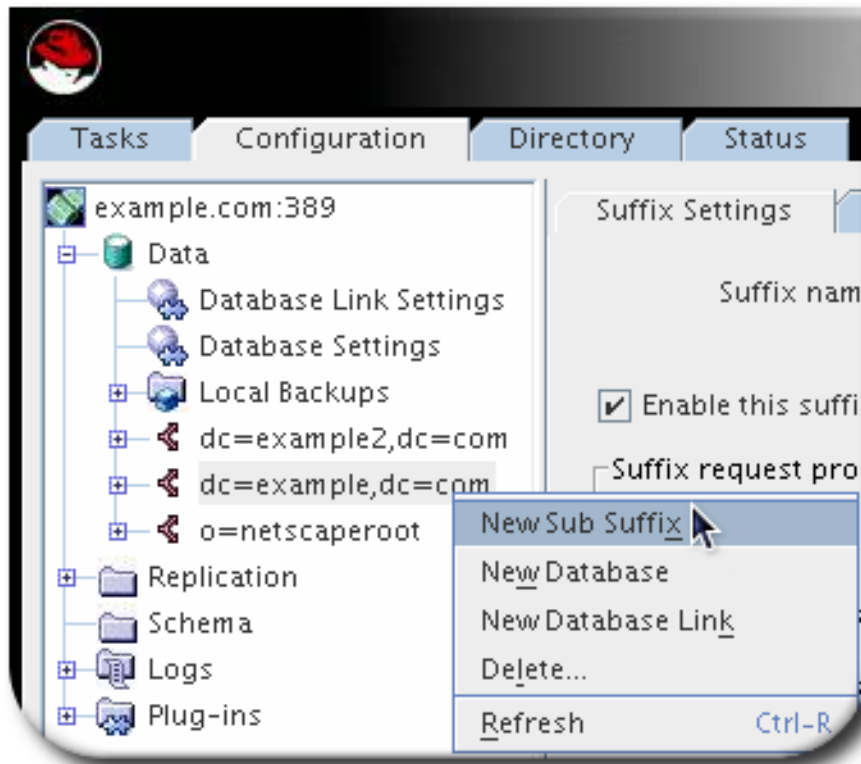 Tasks Configuration Directory Status
example.com:389
Data
Database Link Settings
Database Settings
Local Backups
dc=example2,dc=com
dc=example,dc=com
o=netscaperoot
Replication
Schema
Logs
Plug-ins
Suffix Settings
Suffix nam
Enable this suffi
Suffix request pro
New Sub Suffix
New Database
New Database Link
Delete...
Refresh Ctrl-R